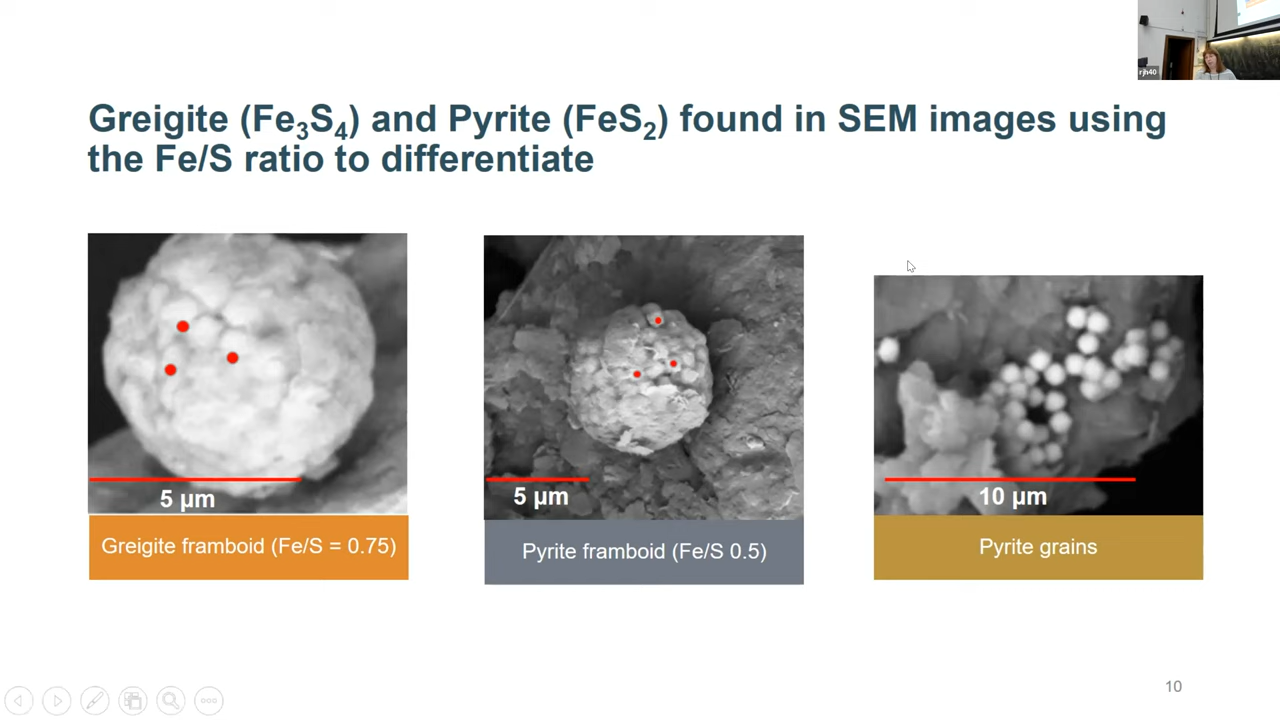 rjh40
Greigite (Fe₃S₄) and Pyrite (FeS₂) found in SEM images using
the Fe/S ratio to differentiate
5 µm
5 µm
10 µm
Greigite framboid (Fe/S = 0.75)
Pyrite framboid (Fe/S 0.5)
Pyrite grains
10